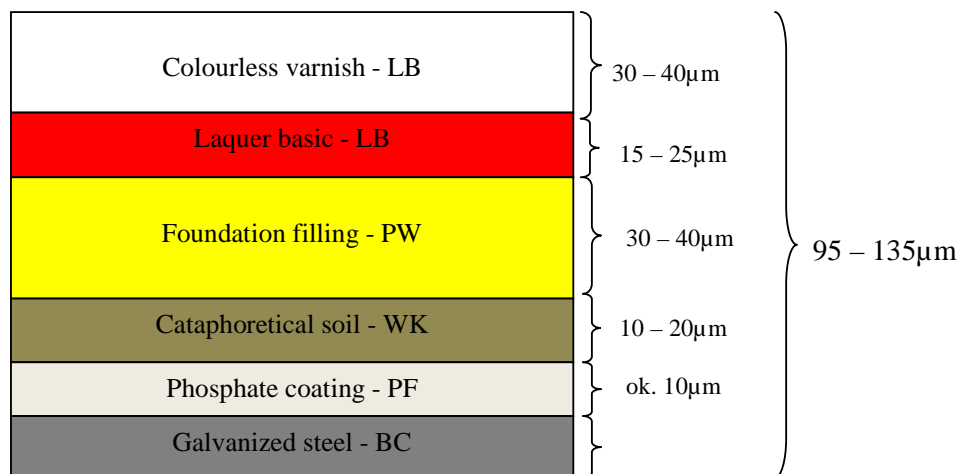 Colourless varnish - LB
30 – 40µm
Laquer basic - LB
15 – 25µm
Foundation filling - PW
30 – 40µm
95 – 135µm
Cataphoretical soil - WK
10 – 20µm
Phosphate coating - PF
ok. 10µm
Galvanized steel - BC